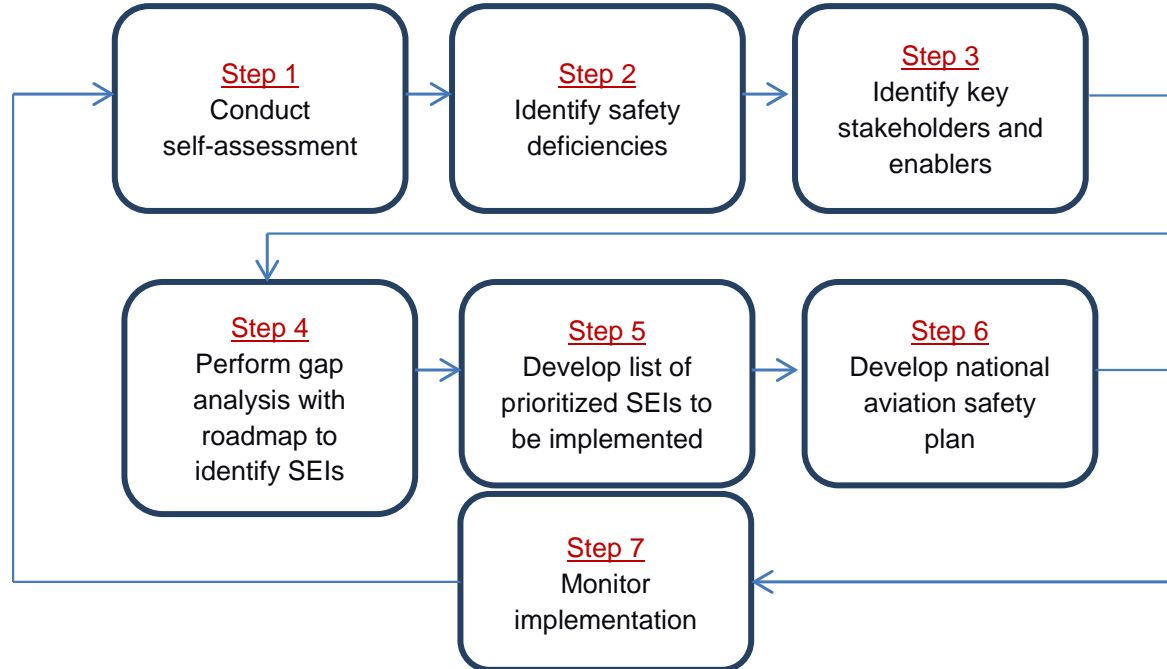 Step 1
Conduct
self-assessment
Step 2
Identify safety
deficiencies
Step 3
Identify key
stakeholders and
enablers
Step 4
Perform gap
analysis with
roadmap to
identify SEIs
Step 5
Develop list of
prioritized SEIs to
be implemented
Step 6
Develop national
aviation safety
plan
Step 7
Monitor
implementation